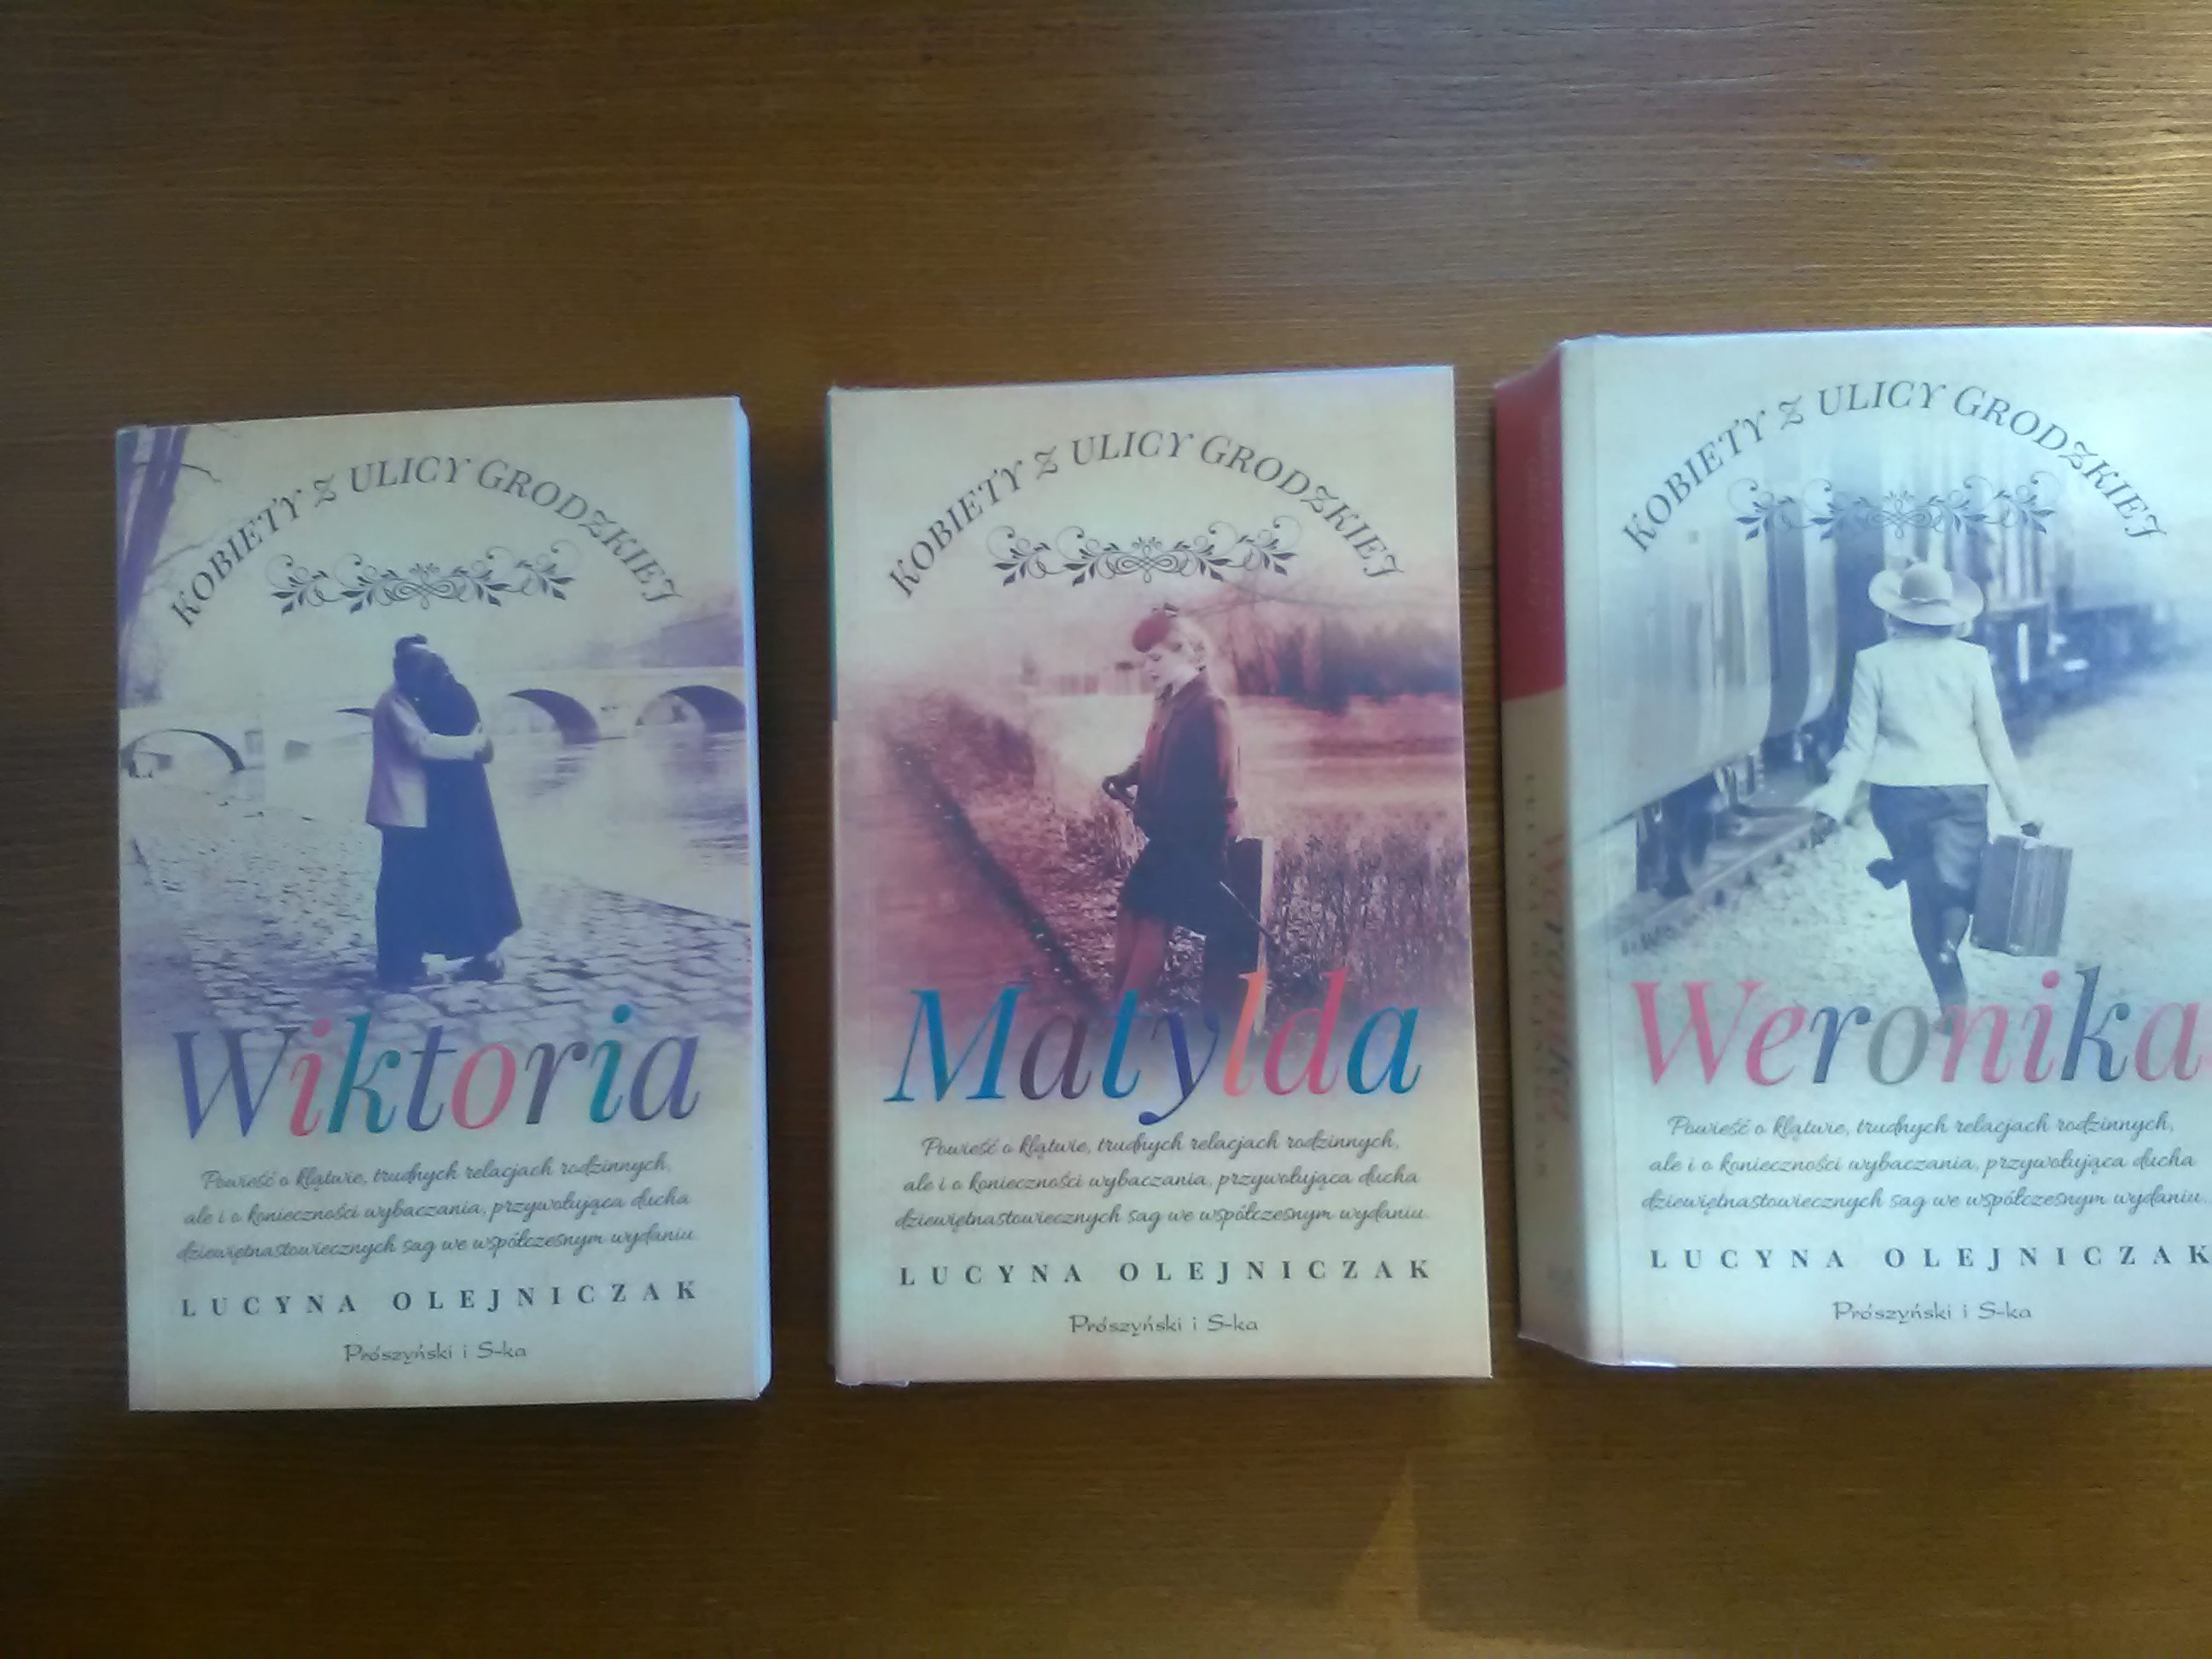 KOBIETY Z ULICY GRODZKIEJ
Wiktoria
Powieść o klątwie, trudnych relacjach rodzinnych,
ale i o konieczności wybaczania, przywołująca ducha
dziewiętnastowiecznych sag we współczesnym wydaniu.
LUCYNA OLEJNICZAK
Prószyński i S-ka
KOBIETY Z ULICY GRODZKIEJ
Matylda
Powieść o klątwie, trudnych relacjach rodzinnych,
ale i o konieczności wybaczania, przywołująca ducha
dziewiętnastowiecznych sag we współczesnym wydaniu.
LUCYNA OLEJNICZAK
Prószyński i S-ka
KOBIETY Z ULICY GRODZKIEJ
Weronika
Powieść o klątwie, trudnych relacjach rodzinnych,
ale i o konieczności wybaczania, przywołująca ducha
dziewiętnastowiecznych sag we współczesnym wydaniu.
LUCYNA OLEJNICZAK
Prószyński i S-ka